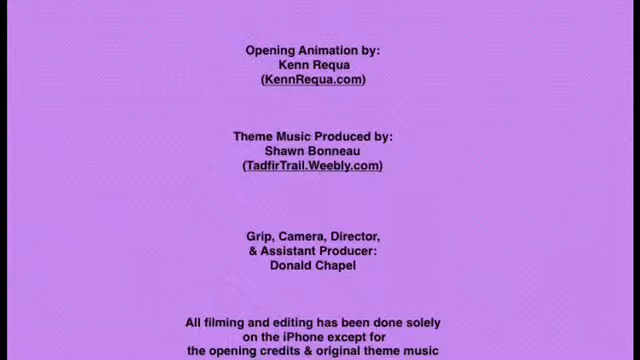 Opening Animation by:
Kenn Requa
(KennRequa.com)
Theme Music Produced by:
Shawn Bonneau
(TadfirTrail.Weebly.com)
Grip, Camera, Director,
& Assistant Producer:
Donald Chapel
All filming and editing has been done solely
on the iPhone except for
the opening credits & original theme music